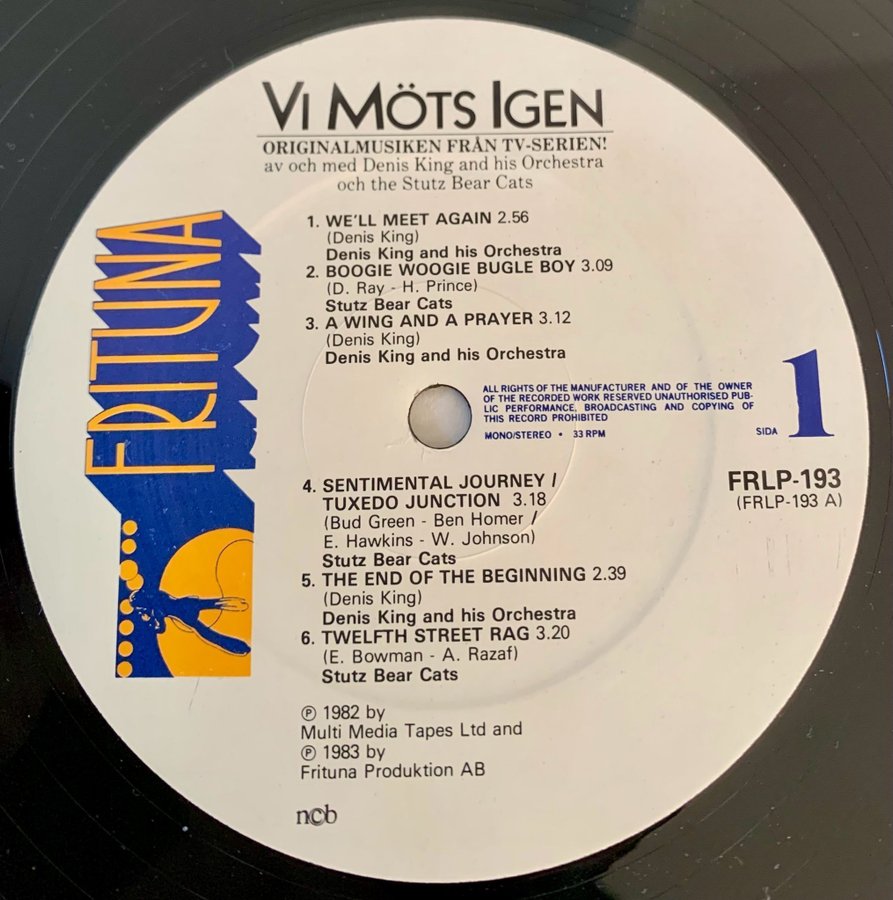 VI MÖTS IGEN
ORIGINALMUSIKEN FRÅN TV-SERIEN!
av och med Denis King and his Orchestra
och the Stutz Bear Cats
FRITUNA
1. WE'LL MEET AGAIN 2.56
(Denis King)
Denis King and his Orchestra
2. BOOGIE WOOGIE BUGLE BOY 3.09
(D. Ray - H. Prince)
Stutz Bear Cats
3. A WING AND A PRAYER 3.12
(Denis King)
Denis King and his Orchestra
ALL RIGHTS OF THE MANUFACTURER AND OF THE OWNER
OF THE RECORDED WORK RESERVED UNAUTHORISED PUB-
LIC PERFORMANCE, BROADCASTING AND COPYING OF
THIS RECORD PROHIBITED
MONO/STEREO • 33 RPM
SIDA 1
FRLP-193
(FRLP-193 A)
4. SENTIMENTAL JOURNEY /
TUXEDO JUNCTION 3.18
(Bud Green - Ben Homer /
E. Hawkins - W. Johnson)
Stutz Bear Cats
5. THE END OF THE BEGINNING 2.39
(Denis King)
Denis King and his Orchestra
6. TWELFTH STREET RAG 3.20
(E. Bowman - A. Razaf)
Stutz Bear Cats
℗ 1982 by
Multi Media Tapes Ltd and
℗ 1983 by
Frituna Produktion AB
ncb